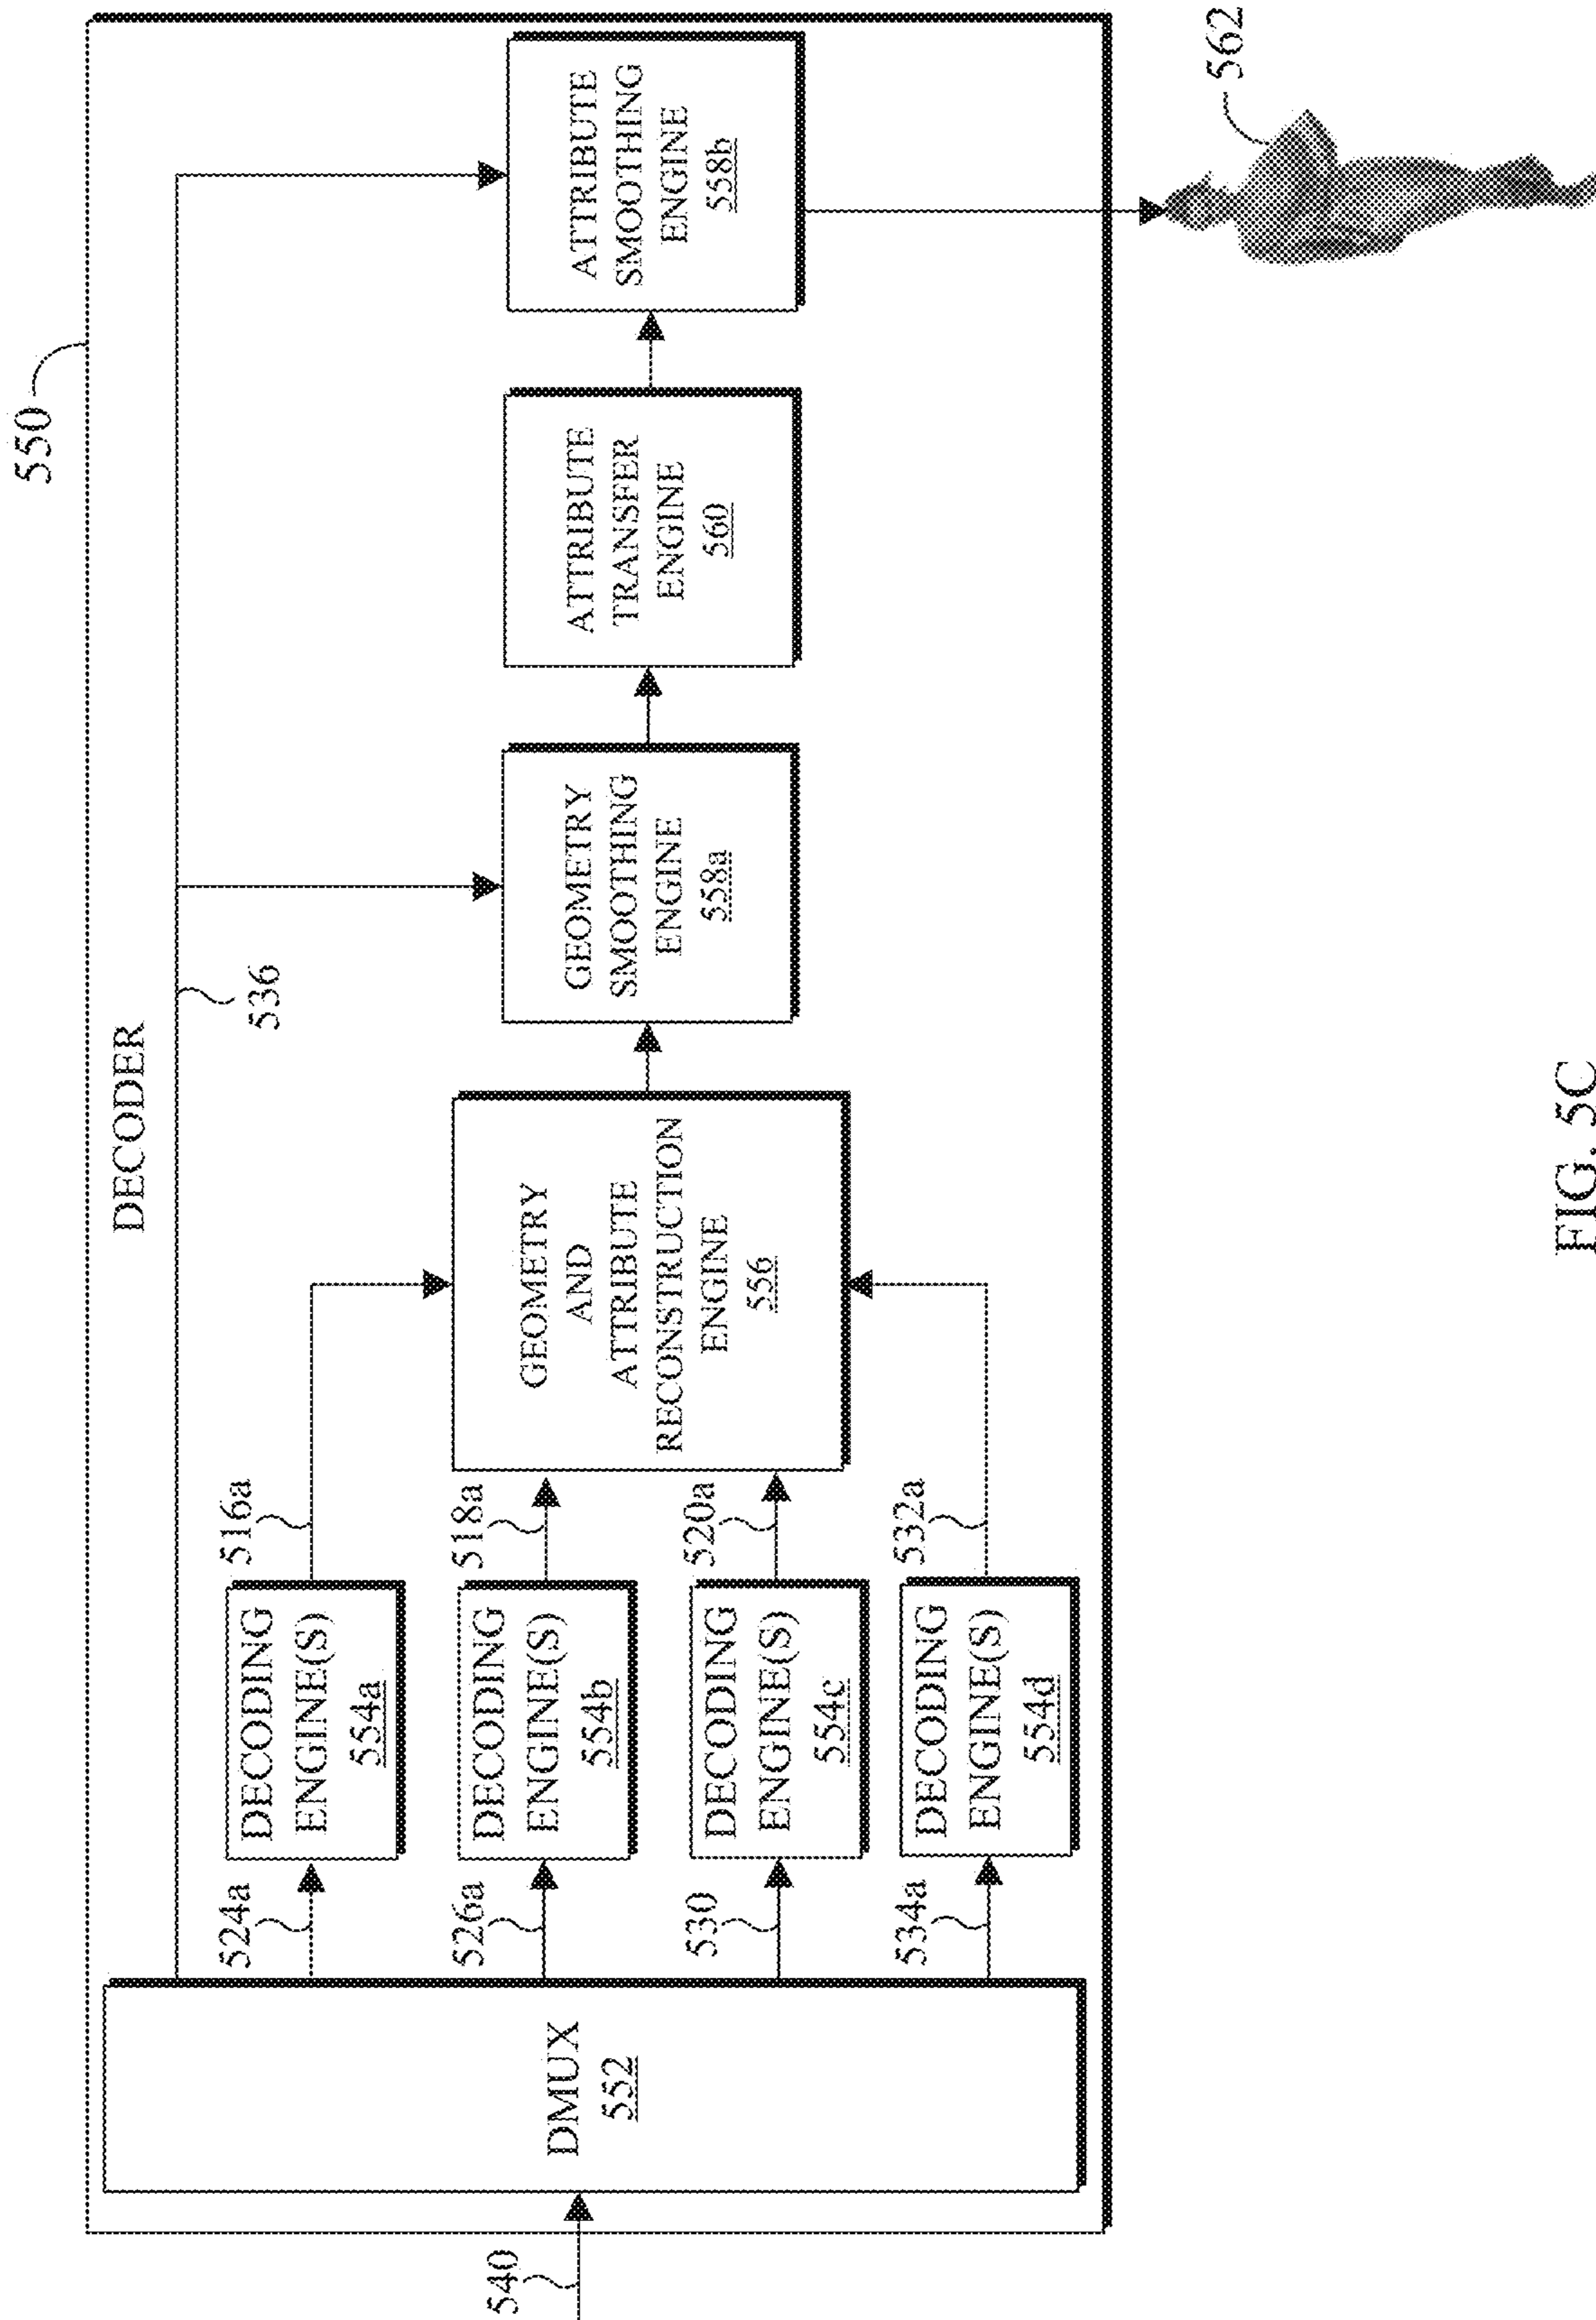 550
DECODER
536
540
DMUX
552
524a
526a
530
534a
DECODING
ENGINE(S)
554a
DECODING
ENGINE(S)
554b
DECODING
ENGINE(S)
554c
DECODING
ENGINE(S)
554d
516a
518a
520a
532a
GEOMETRY
AND
ATTRIBUTE
RECONSTRUCTION
ENGINE
556
GEOMETRY
SMOOTHING
ENGINE
558a
ATTRIBUTE
TRANSFER
ENGINE
560
ATTRIBUTE
SMOOTHING
ENGINE
558b
562
FIG. 5C